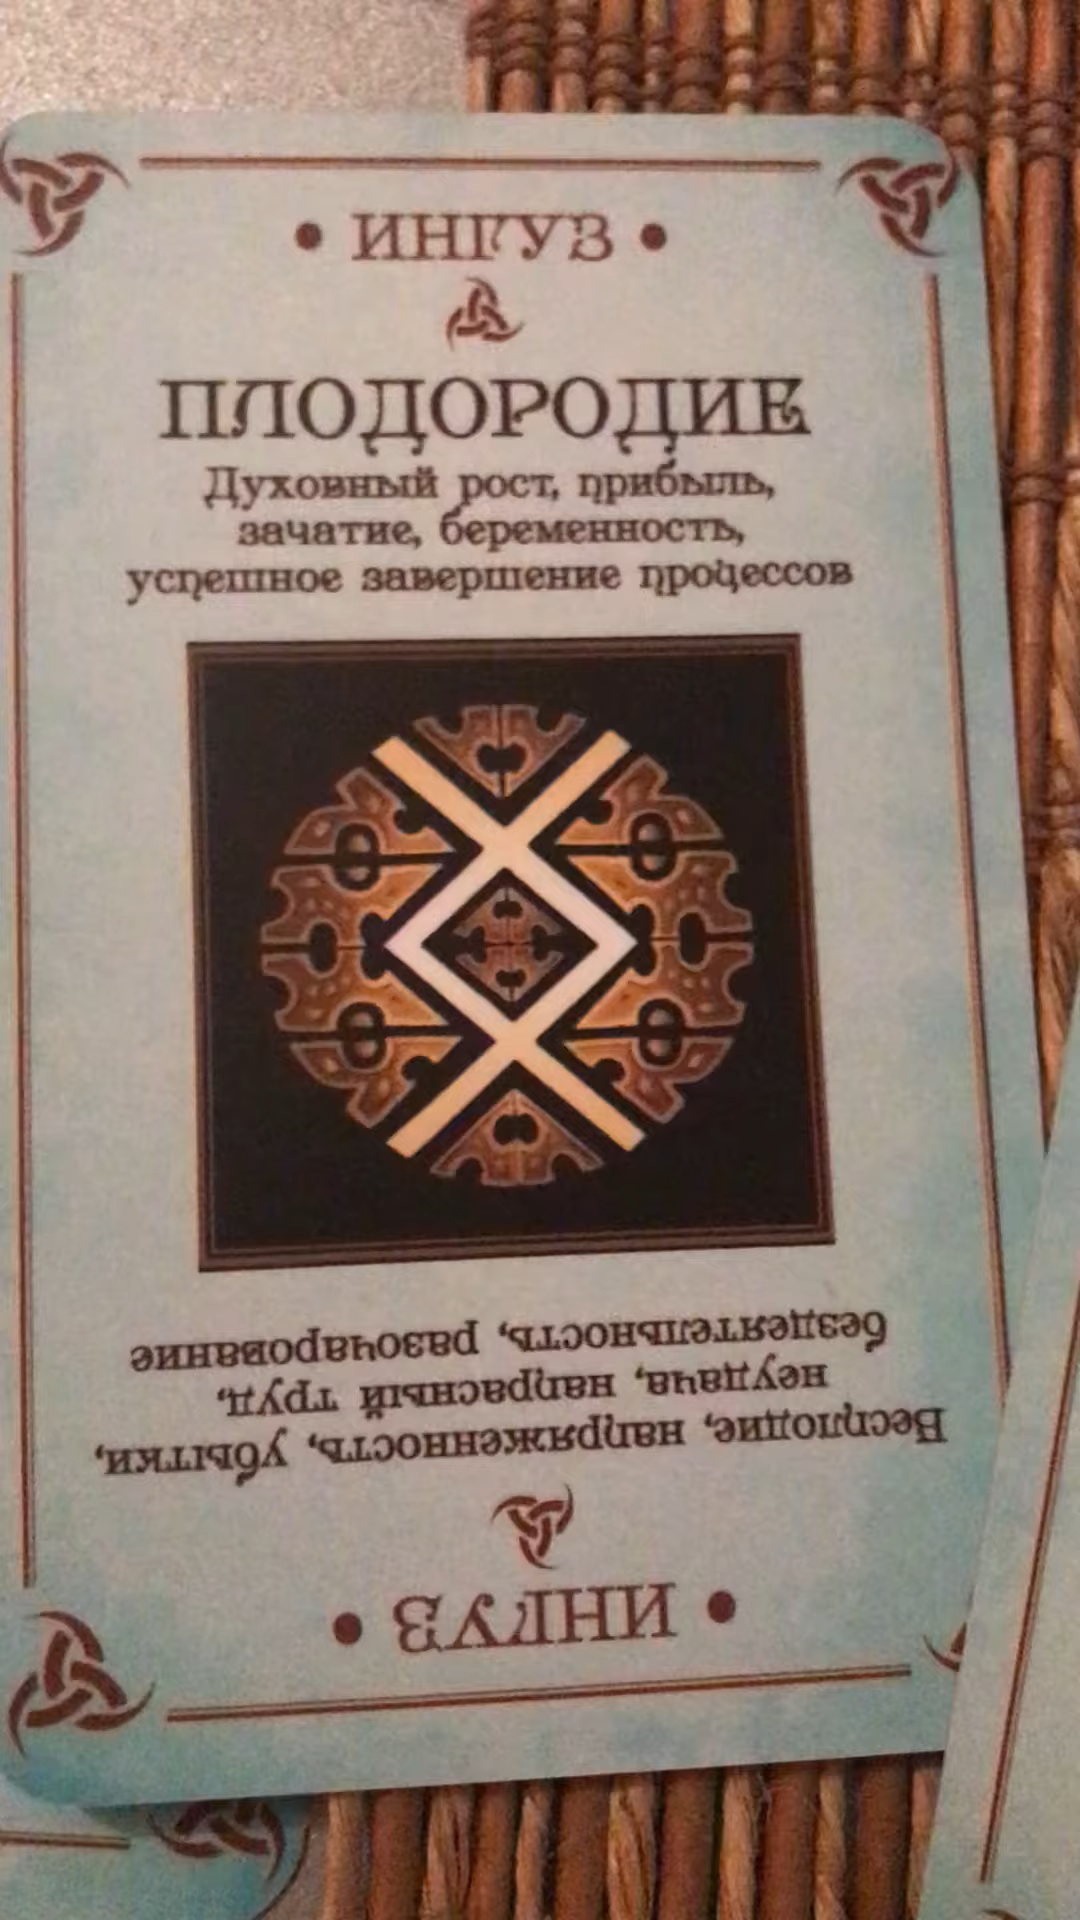 • ИНГУЗ •
ПЛОДОРОДИЕ
Духовный рост, прибыль,
зачатие, беременность,
успешное завершение процессов
• ИНГУЗ •
Бесплодие, напряженность, убытки,
неудача, напрасный труд,
бездеятельность, разочарование